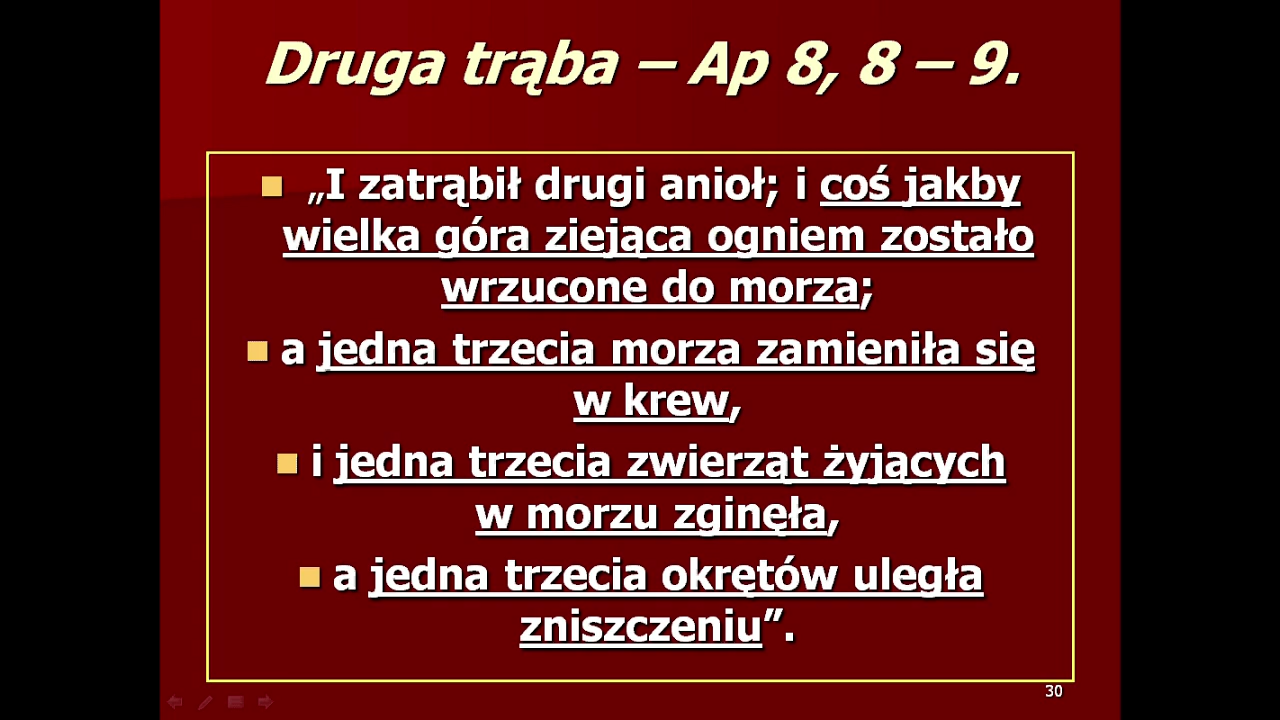 Druga trąba – Ap 8, 8 – 9.
„I zatrąbił drugi anioł; i coś jakby
wielka góra ziejąca ogniem zostało
wrzucone do morza;
a jedna trzecia morza zamieniła się
w krew,
i jedna trzecia zwierząt żyjących
w morzu zginęła,
a jedna trzecia okrętów uległa
zniszczeniu”.
30